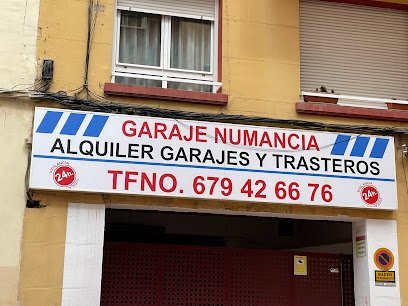 GARAJE NUMANCIA
ALQUILER GARAJES Y TRASTEROS
TFNO. 679 42 66 76
24h.
24h.